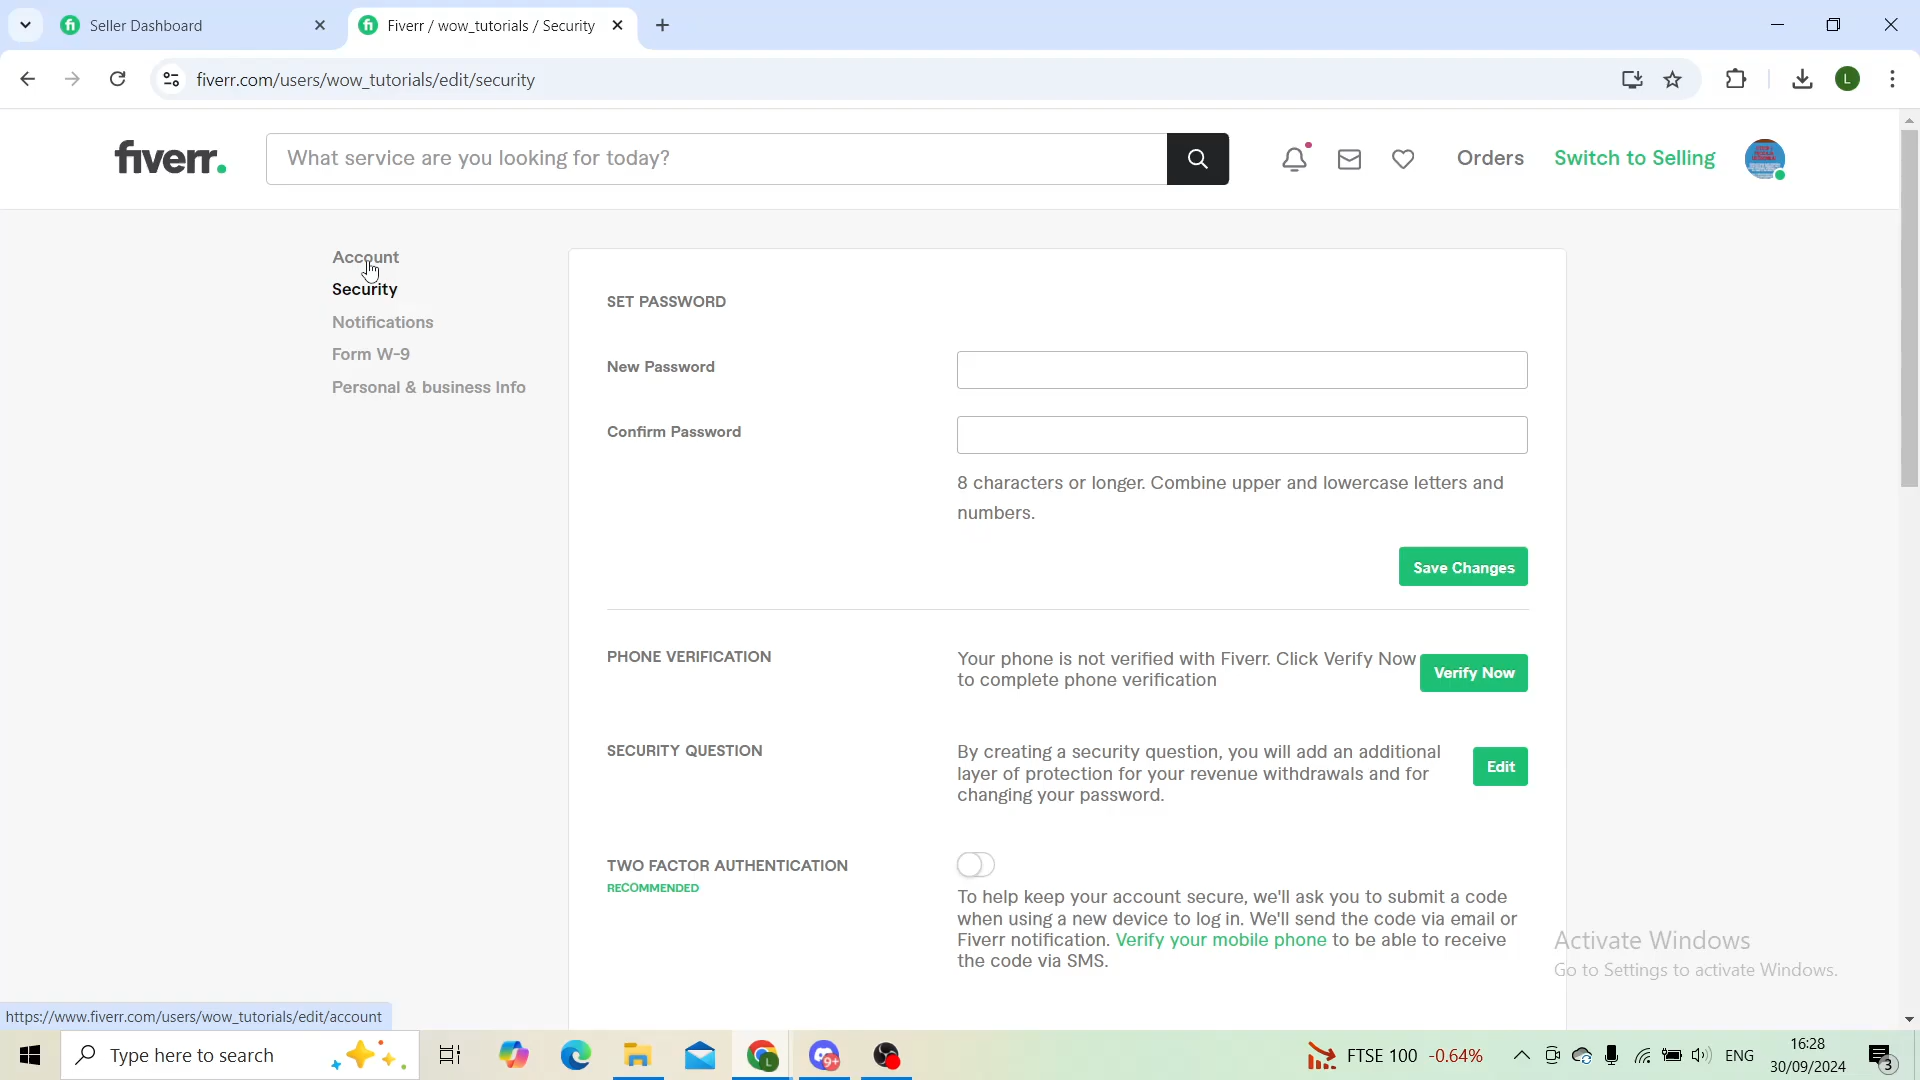 Seller Dashboard
Fiverr / wow_tutorials / Security
fiverr.com/users/wow_tutorials/edit/security
L
fiverr.
What service are you looking for today?
Orders
Switch to Selling
Account
Security
Notifications
Form W-9
Personal & business Info
SET PASSWORD
New Password
Confirm Password
8 characters or longer. Combine upper and lowercase letters and
numbers.
Save Changes
PHONE VERIFICATION
Your phone is not verified with Fiverr. Click Verify Now
to complete phone verification
Verify Now
SECURITY QUESTION
By creating a security question, you will add an additional
layer of protection for your revenue withdrawals and for
changing your password.
Edit
TWO FACTOR AUTHENTICATION
RECOMMENDED
To help keep your account secure, we'll ask you to submit a code
when using a new device to log in. We'll send the code via email or
Fiverr notification. Verify your mobile phone to be able to receive
the code via SMS.
Activate Windows
Go to Settings to activate Windows.
https://www.fiverr.com/users/wow_tutorials/edit/account
Type here to search
L
9+
FTSE 100 -0.64%
ENG
16:28
30/09/2024
3